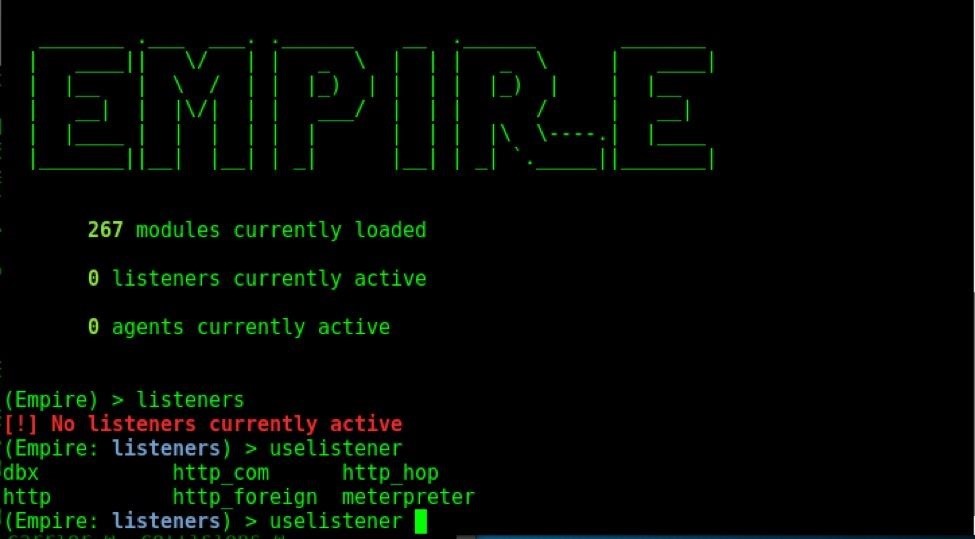 EMPIRE
267 modules currently loaded
0 listeners currently active
0 agents currently active
(Empire) > listeners
[!] No listeners currently active
(Empire: listeners) > uselistener
dbx http_com http_hop
http http_foreign meterpreter
(Empire: listeners) > uselistener